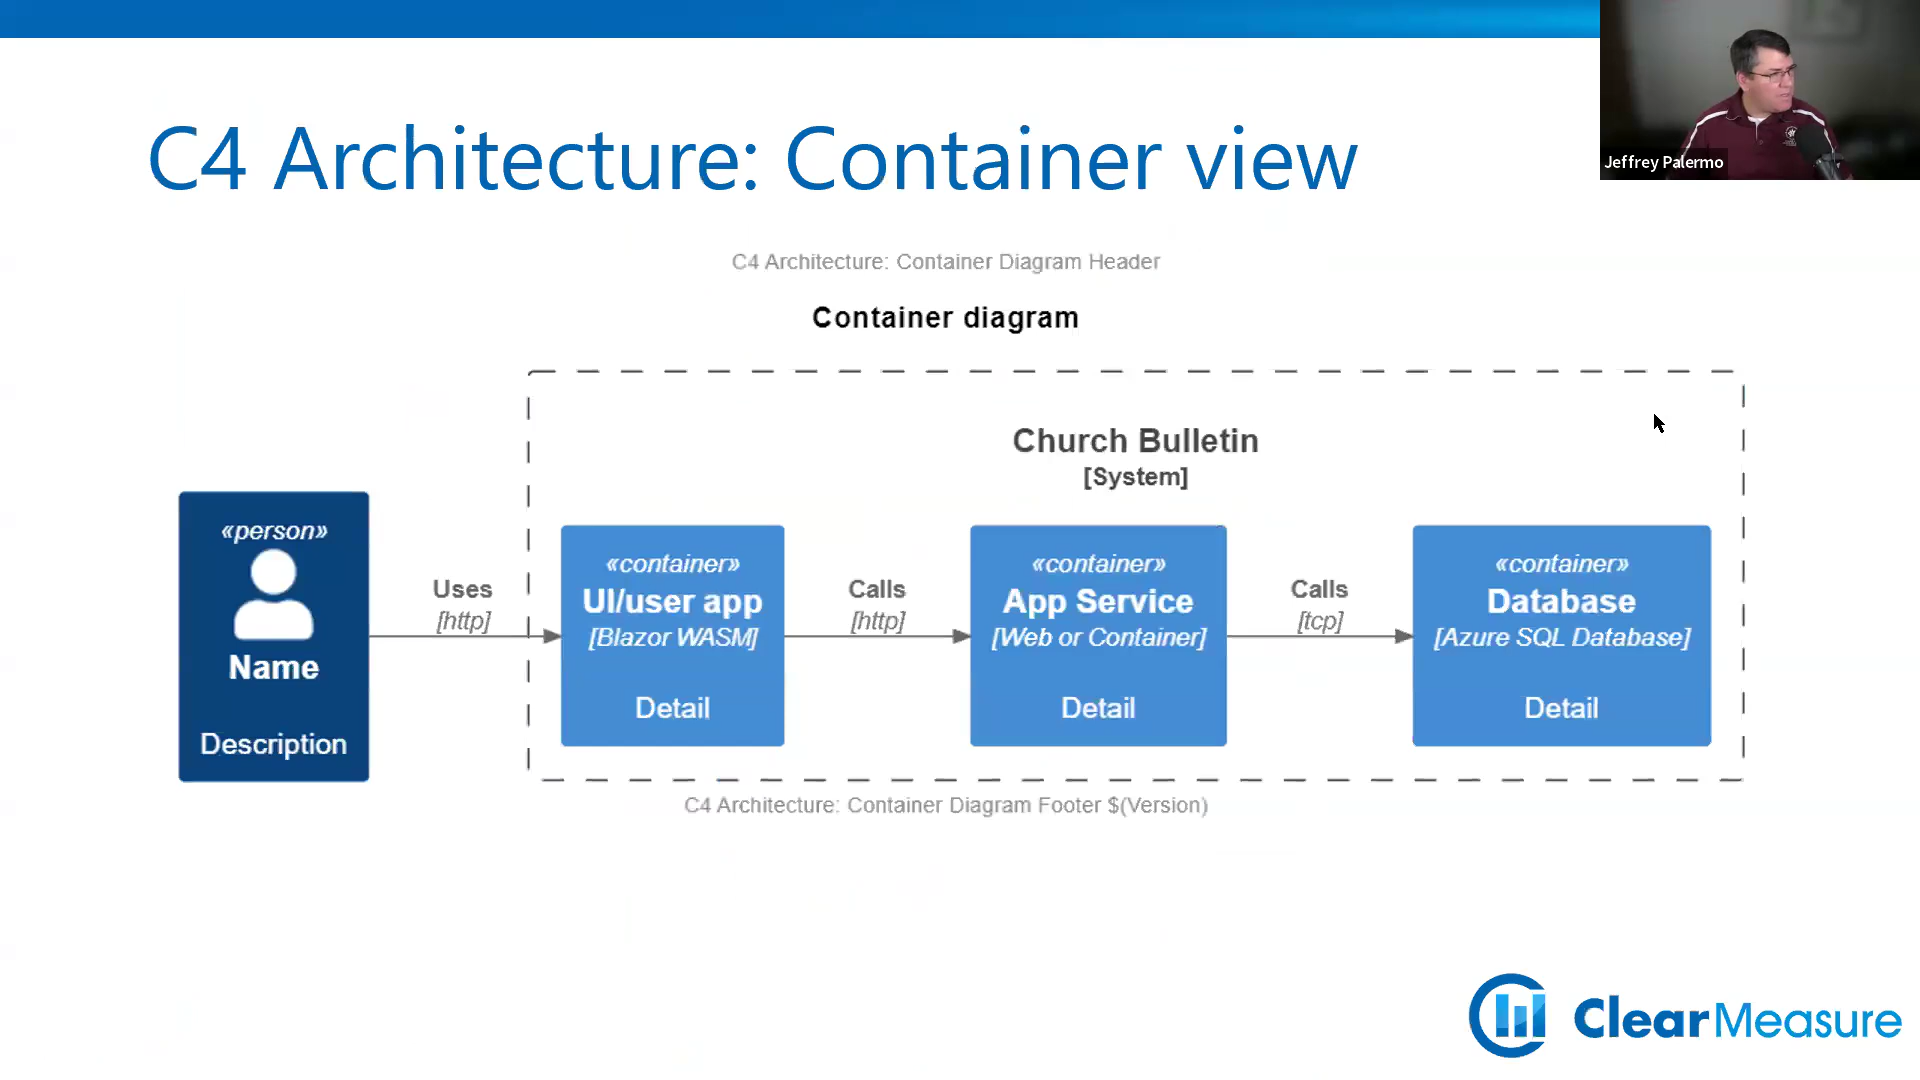 C4 Architecture: Container view
Jeffrey Palermo
C4 Architecture: Container Diagram Header
Container diagram
Church Bulletin
[System]
«person»
Name
Description
Uses
[http]
«container»
UI/user app
[Blazor WASM]
Detail
Calls
[http]
«container»
App Service
[Web or Container]
Detail
Calls
[tcp]
«container»
Database
[Azure SQL Database]
Detail
C4 Architecture: Container Diagram Footer $(Version)
ClearMeasure